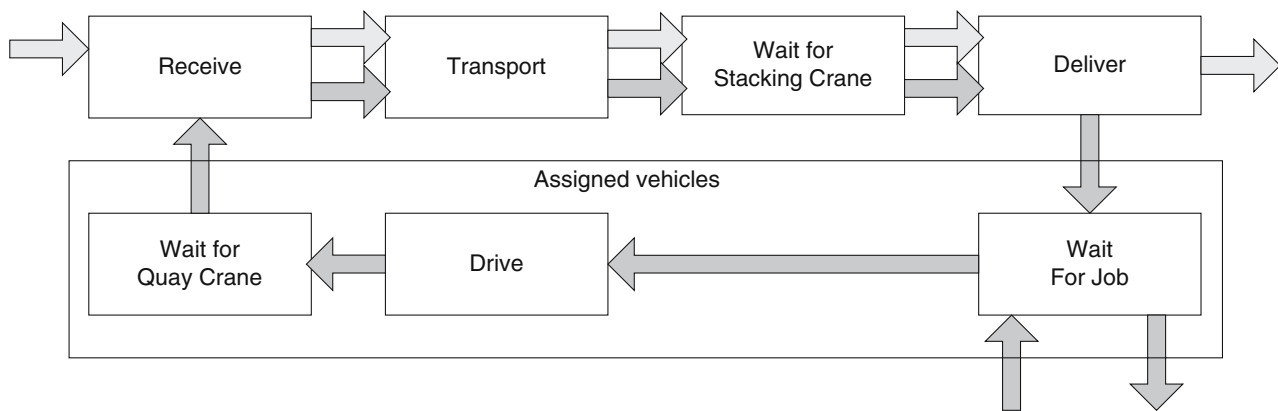 Receive
Transport
Wait for
Stacking Crane
Deliver
Assigned vehicles
Wait for
Quay Crane
Drive
Wait
For Job